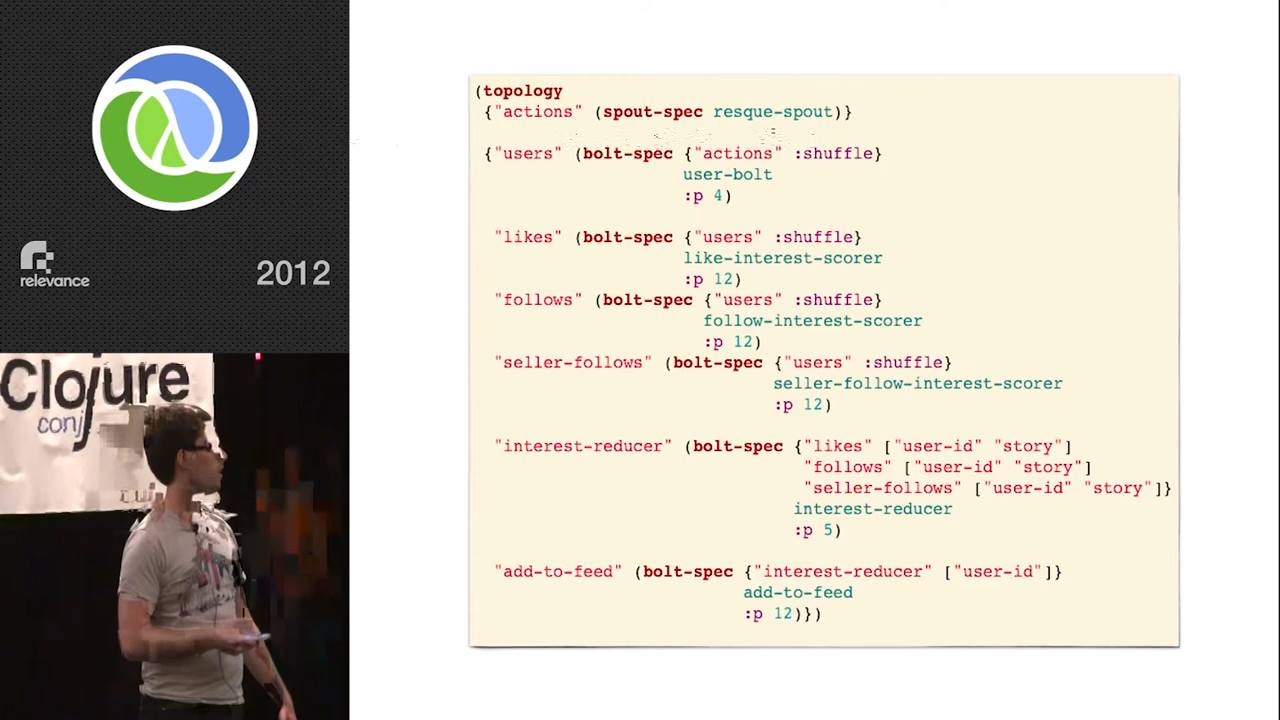 relevance
2012
Clojure
conj
(topology
{"actions" (spout-spec resque-spout)}
{"users" (bolt-spec {"actions" :shuffle}
user-bolt
:p 4)
"likes" (bolt-spec {"users" :shuffle}
like-interest-scorer
:p 12)
"follows" (bolt-spec {"users" :shuffle}
follow-interest-scorer
:p 12)
"seller-follows" (bolt-spec {"users" :shuffle}
seller-follow-interest-scorer
:p 12)
"interest-reducer" (bolt-spec {"likes" ["user-id" "story"]
"follows" ["user-id" "story"]
"seller-follows" ["user-id" "story"]}
interest-reducer
:p 5)
"add-to-feed" (bolt-spec {"interest-reducer" ["user-id"]}
add-to-feed
:p 12)})